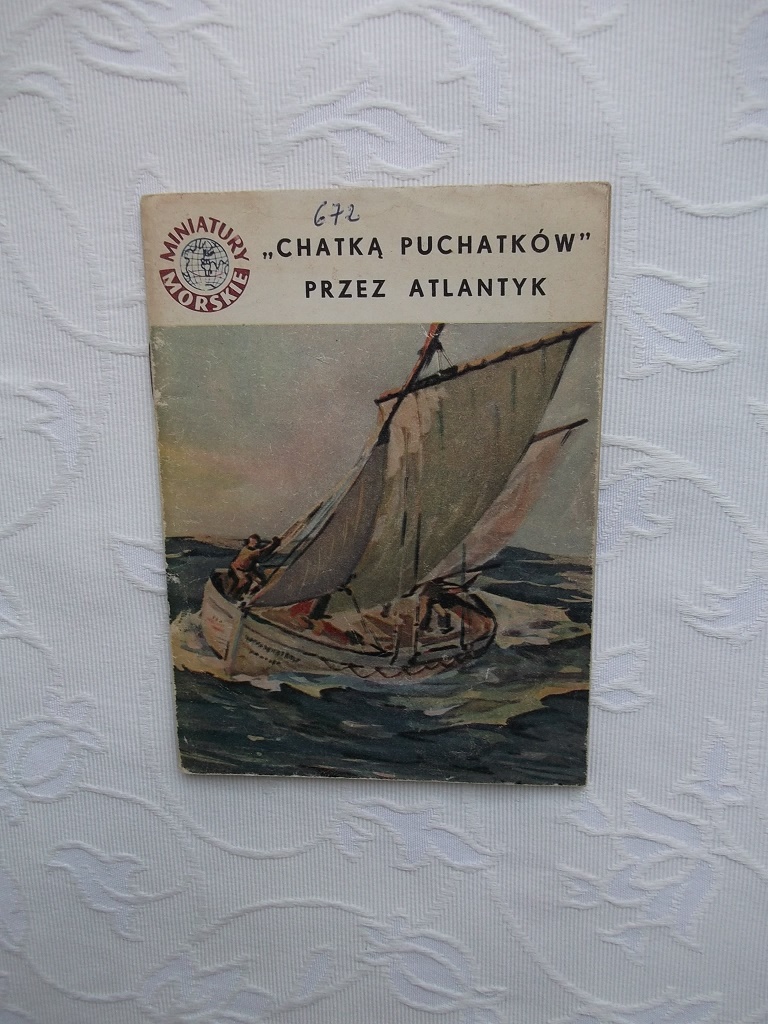 672
MINIATURY
MORSKIE
„CHATKĄ PUCHATKÓW”
PRZEZ ATLANTYK